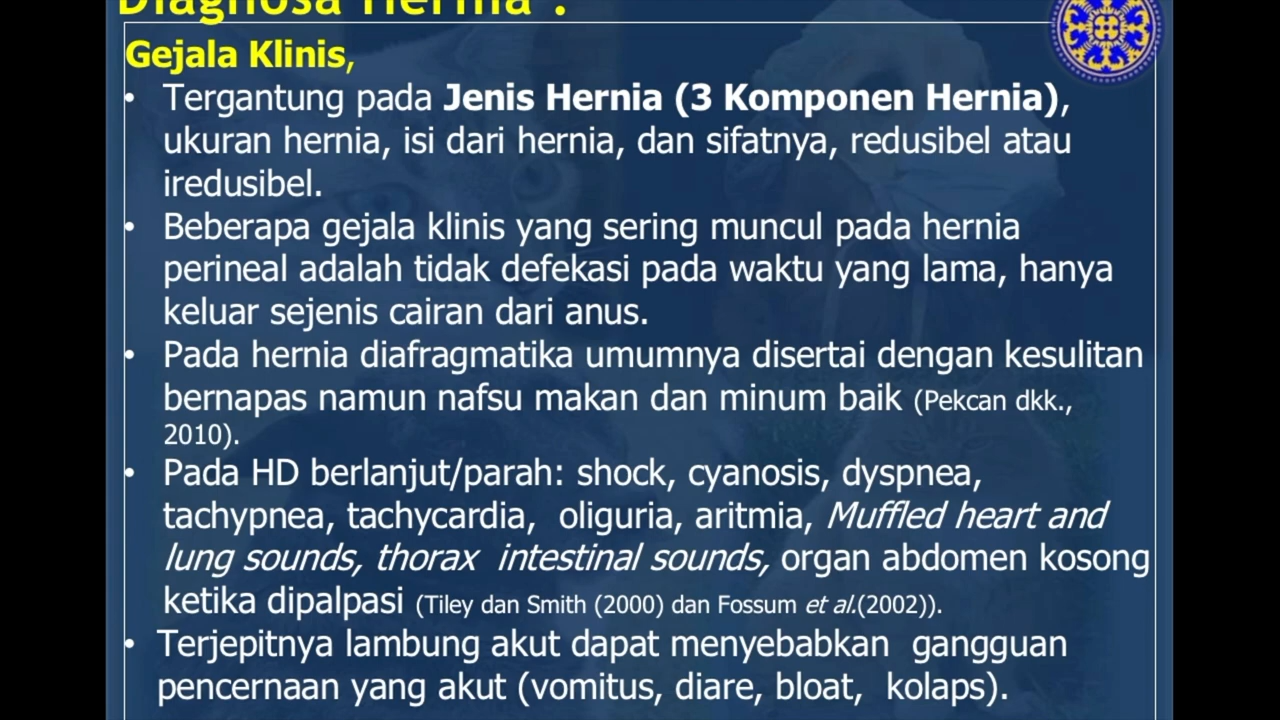 Diagnosa Hernia :
Gejala Klinis,
• Tergantung pada Jenis Hernia (3 Komponen Hernia),
ukuran hernia, isi dari hernia, dan sifatnya, redusibel atau
iredusibel.
• Beberapa gejala klinis yang sering muncul pada hernia
perineal adalah tidak defekasi pada waktu yang lama, hanya
keluar sejenis cairan dari anus.
• Pada hernia diafragmatika umumnya disertai dengan kesulitan
bernapas namun nafsu makan dan minum baik (Pekcan dkk.,
2010).
• Pada HD berlanjut/parah: shock, cyanosis, dyspnea,
tachypnea, tachycardia, oliguria, aritmia, Muffled heart and
lung sounds, thorax intestinal sounds, organ abdomen kosong
ketika dipalpasi (Tiley dan Smith (2000) dan Fossum et al.(2002)).
• Terjepitnya lambung akut dapat menyebabkan gangguan
pencernaan yang akut (vomitus, diare, bloat, kolaps).